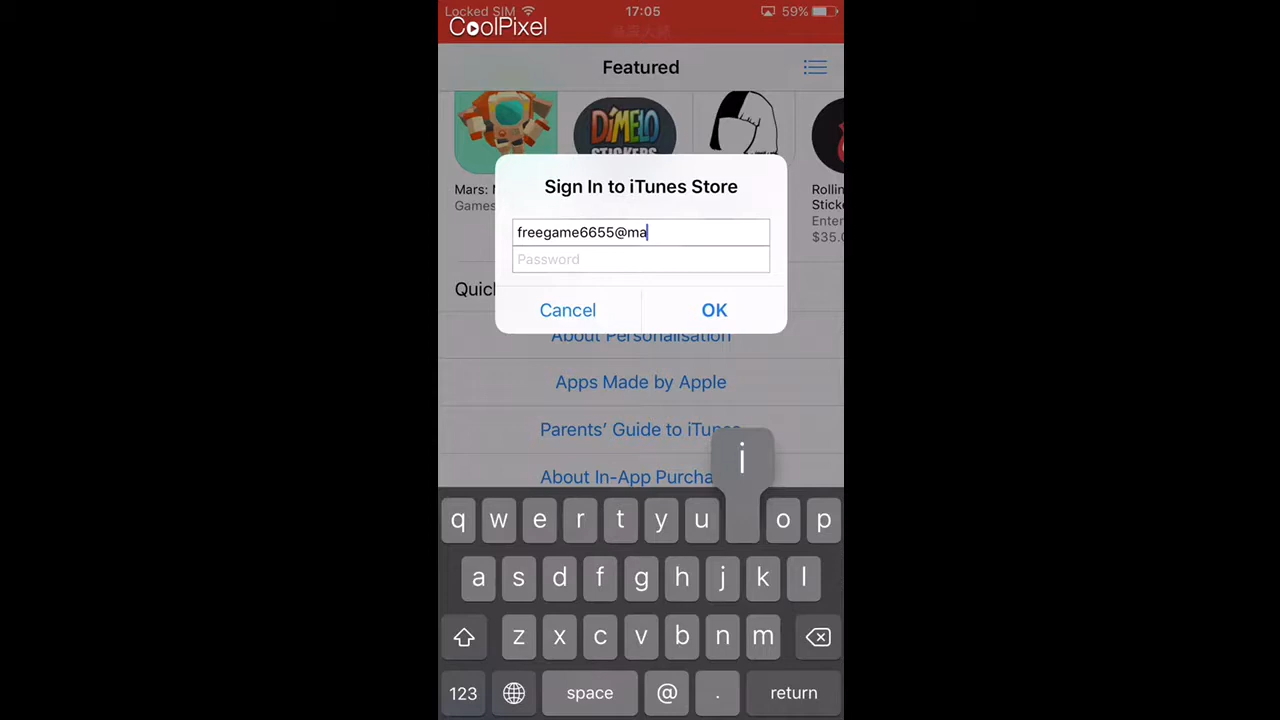 Locked SIM 17:05 59%
CoolPixel
Featured
DiMELO
STICKERS
Mars:
Games
Rolling
Sticke
Enter
$35.0
Sign In to iTunes Store
freegame6655@ma
Password
Cancel OK
Quick
About Personalisation
Apps Made by Apple
Parents’ Guide to iTunes
About In-App Purcha
i
q w e r t y u o p
a s d f g h j k l
z x c v b n m
123 space @ . return